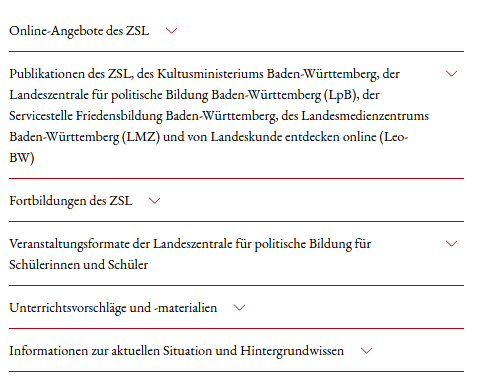 Online-Angebote des ZSL
Publikationen des ZSL, des Kultusministeriums Baden-Württemberg, der
Landeszentrale für politische Bildung Baden-Württemberg (LpB), der
Servicestelle Friedensbildung Baden-Württemberg, des Landesmedienzentrums
Baden-Württemberg (LMZ) und von Landeskunde entdecken online (Leo-
BW)
Fortbildungen des ZSL
Veranstaltungsformate der Landeszentrale für politische Bildung für
Schülerinnen und Schüler
Unterrichtsvorschläge und -materialien
Informationen zur aktuellen Situation und Hintergrundwissen